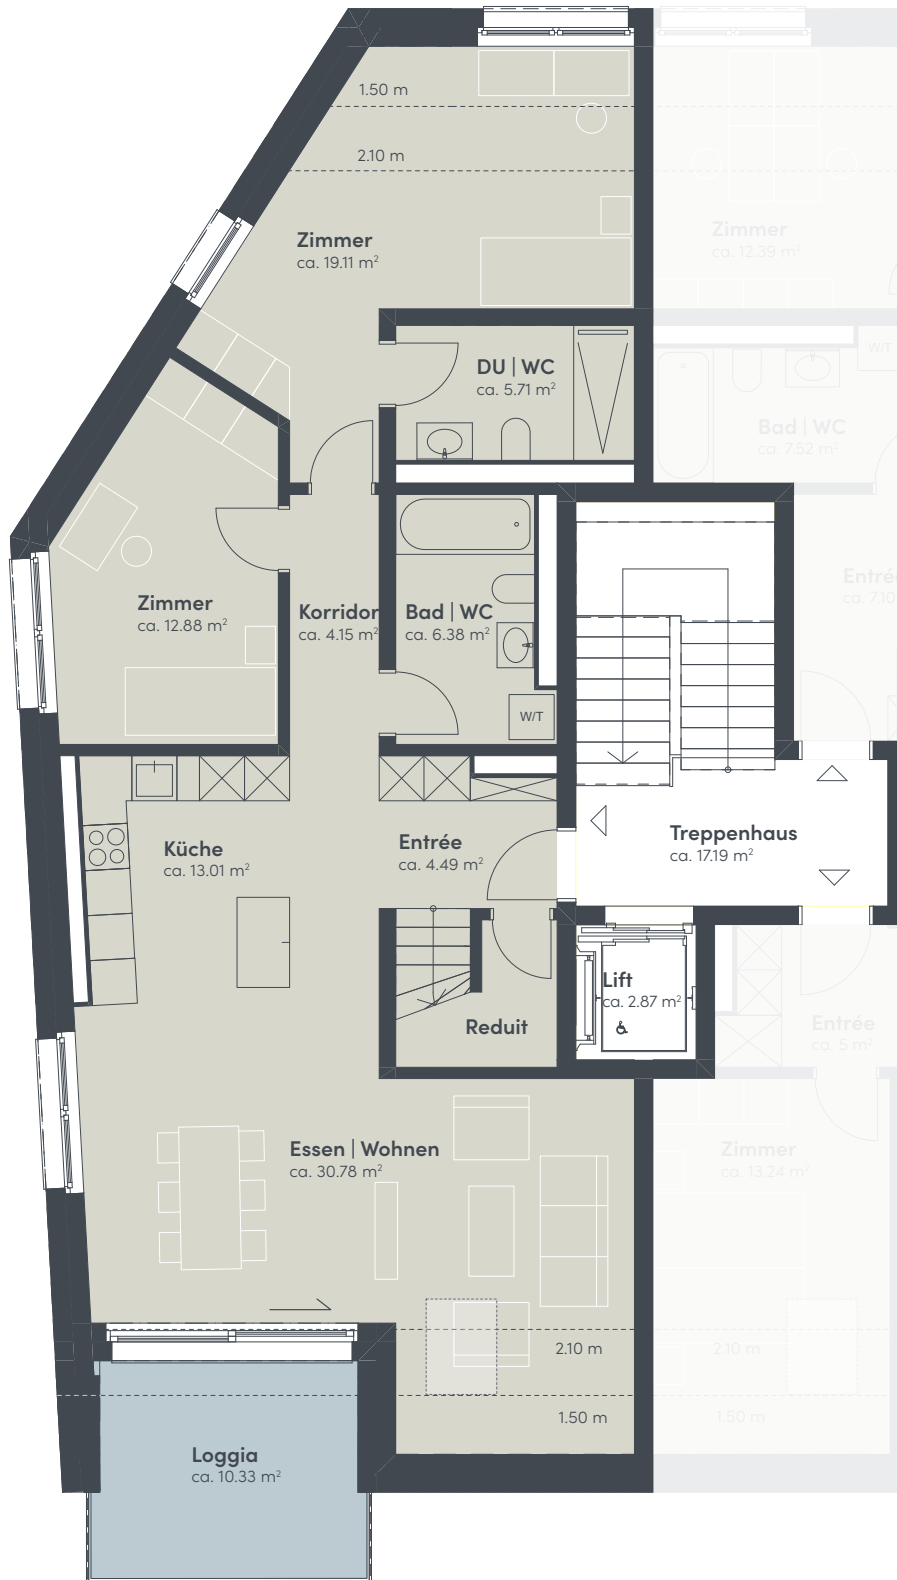 1.50 m
2.10 m
Zimmer
ca. 19.11 m²
Zimmer
ca. 12.39 m²
DU | WC
ca. 5.71 m²
W/T
Bad | WC
ca. 7.52 m²
Zimmer
ca. 12.88 m²
Korridor
ca. 4.15 m²
Bad | WC
ca. 6.38 m²
W/T
Entrée
ca. 7.10
Küche
ca. 13.01 m²
Entrée
ca. 4.49 m²
Treppenhaus
ca. 17.19 m²
Lift
ca. 2.87 m²
Reduit
Entrée
ca. 5 m²
Essen | Wohnen
ca. 30.78 m²
Zimmer
ca. 13.24 m²
2.10 m
2.10 m
1.50 m
1.50 m
Loggia
ca. 10.33 m²